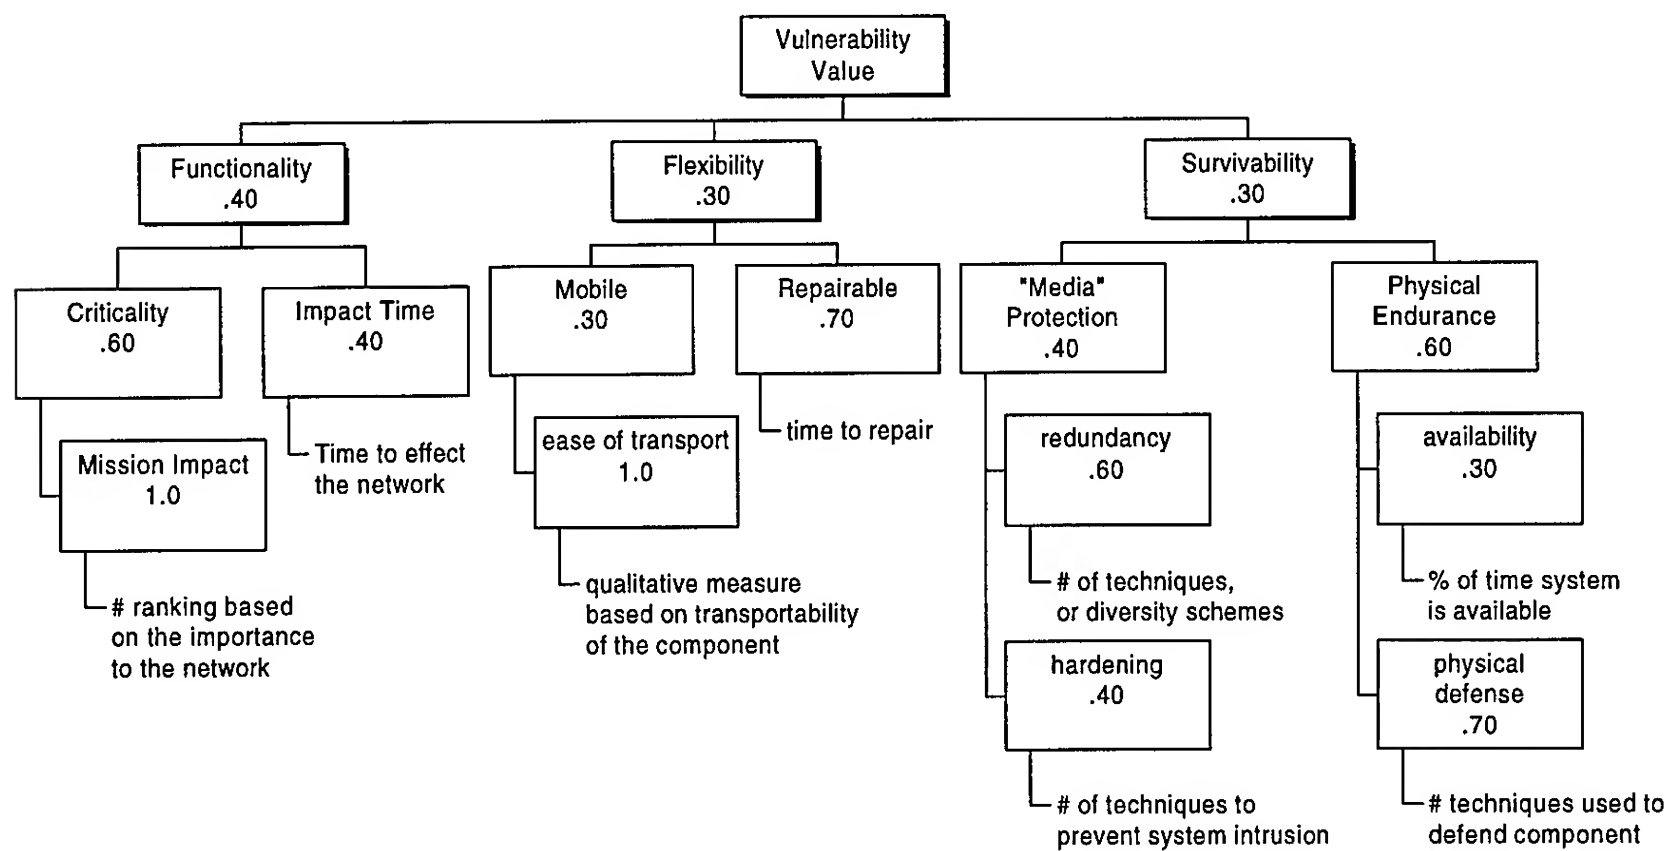 Vulnerability
Value
Functionality
.40
Flexibility
.30
Survivability
.30
Criticality
.60
Impact Time
.40
Mobile
.30
Repairable
.70
"Media"
Protection
.40
Physical
Endurance
.60
Mission Impact
1.0
Time to effect
the network
ease of transport
1.0
time to repair
redundancy
.60
availability
.30
# ranking based
on the importance
to the network
qualitative measure
based on transportability
of the component
# of techniques,
or diversity schemes
% of time system
is available
hardening
.40
physical
defense
.70
# of techniques to
prevent system intrusion
# techniques used to
defend component